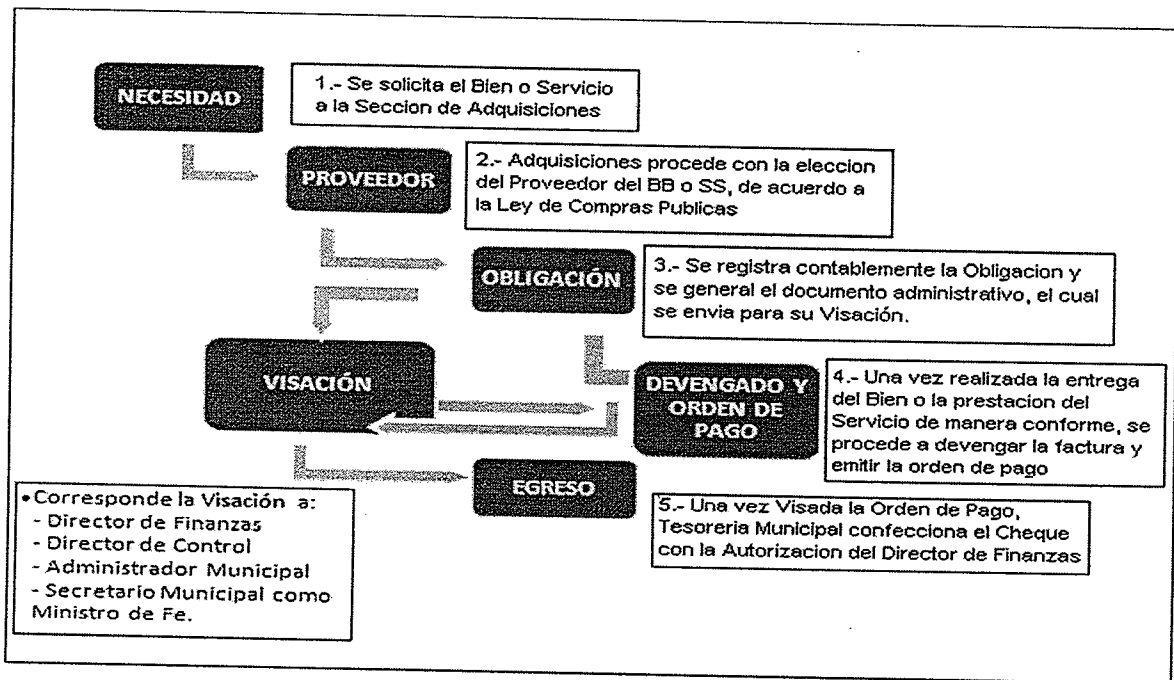 NECESIDAD
1.- Se solicita el Bien o Servicio
a la Seccion de Adquisiciones
PROVEEDOR
2.- Adquisiciones procede con la eleccion
del Proveedor del BB o SS, de acuerdo a
la Ley de Compras Publicas
OBLIGACIÓN
3.- Se registra contablemente la Obligacion y
se general el documento administrativo, el cual
se envia para su Visación.
VISACIÓN
DEVENGADO Y
ORDEN DE
PAGO
4.- Una vez realizada la entrega
del Bien o la prestacion del
Servicio de manera conforme, se
procede a devengar la factura y
emitir la orden de pago
EGRESO
5.- Una vez Visada la Orden de Pago,
Tesoreria Municipal confecciona el Cheque
con la Autorizacion del Director de Finanzas
•Corresponde la Visación a:
- Director de Finanzas
- Director de Control
- Administrador Municipal
- Secretario Municipal como
Ministro de Fe.